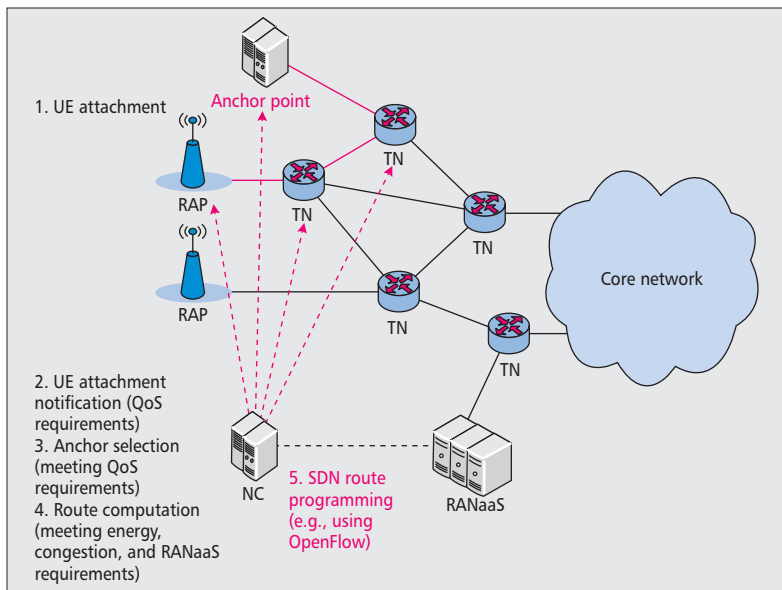 Anchor point
1. UE attachment
TN
RAP
TN
TN
Core network
RAP
TN
TN
2. UE attachment
notification (QoS
requirements)
3. Anchor selection
(meeting QoS
requirements)
4. Route computation
(meeting energy,
congestion, and RANaaS
requirements)
NC
5. SDN route
programming
(e.g., using
OpenFlow)
RANaaS